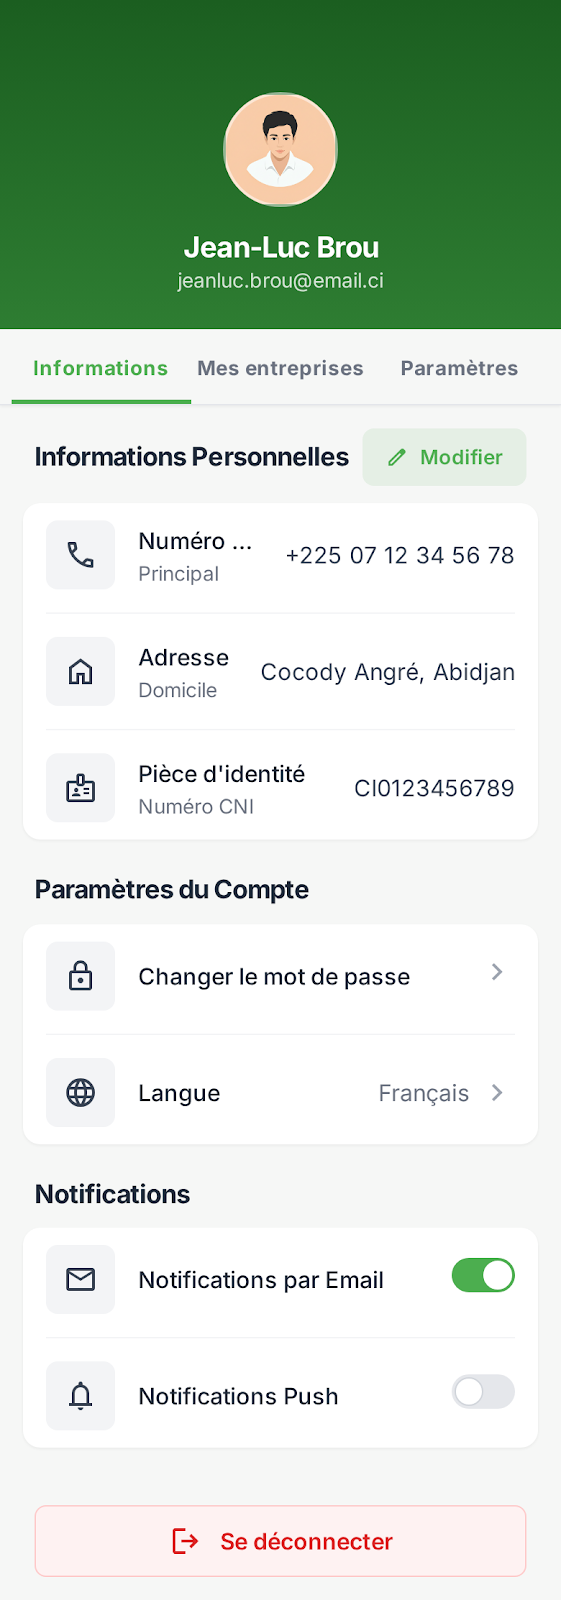 Jean-Luc Brou
jeanluc.brou@email.ci
Informations Mes entreprises Paramètres
Informations Personnelles Modifier
Numéro ... +225 07 12 34 56 78
Principal
Adresse Cocody Angré, Abidjan
Domicile
Pièce d'identité CI0123456789
Numéro CNI
Paramètres du Compte
Changer le mot de passe
Langue Français
Notifications
Notifications par Email
Notifications Push
Se déconnecter